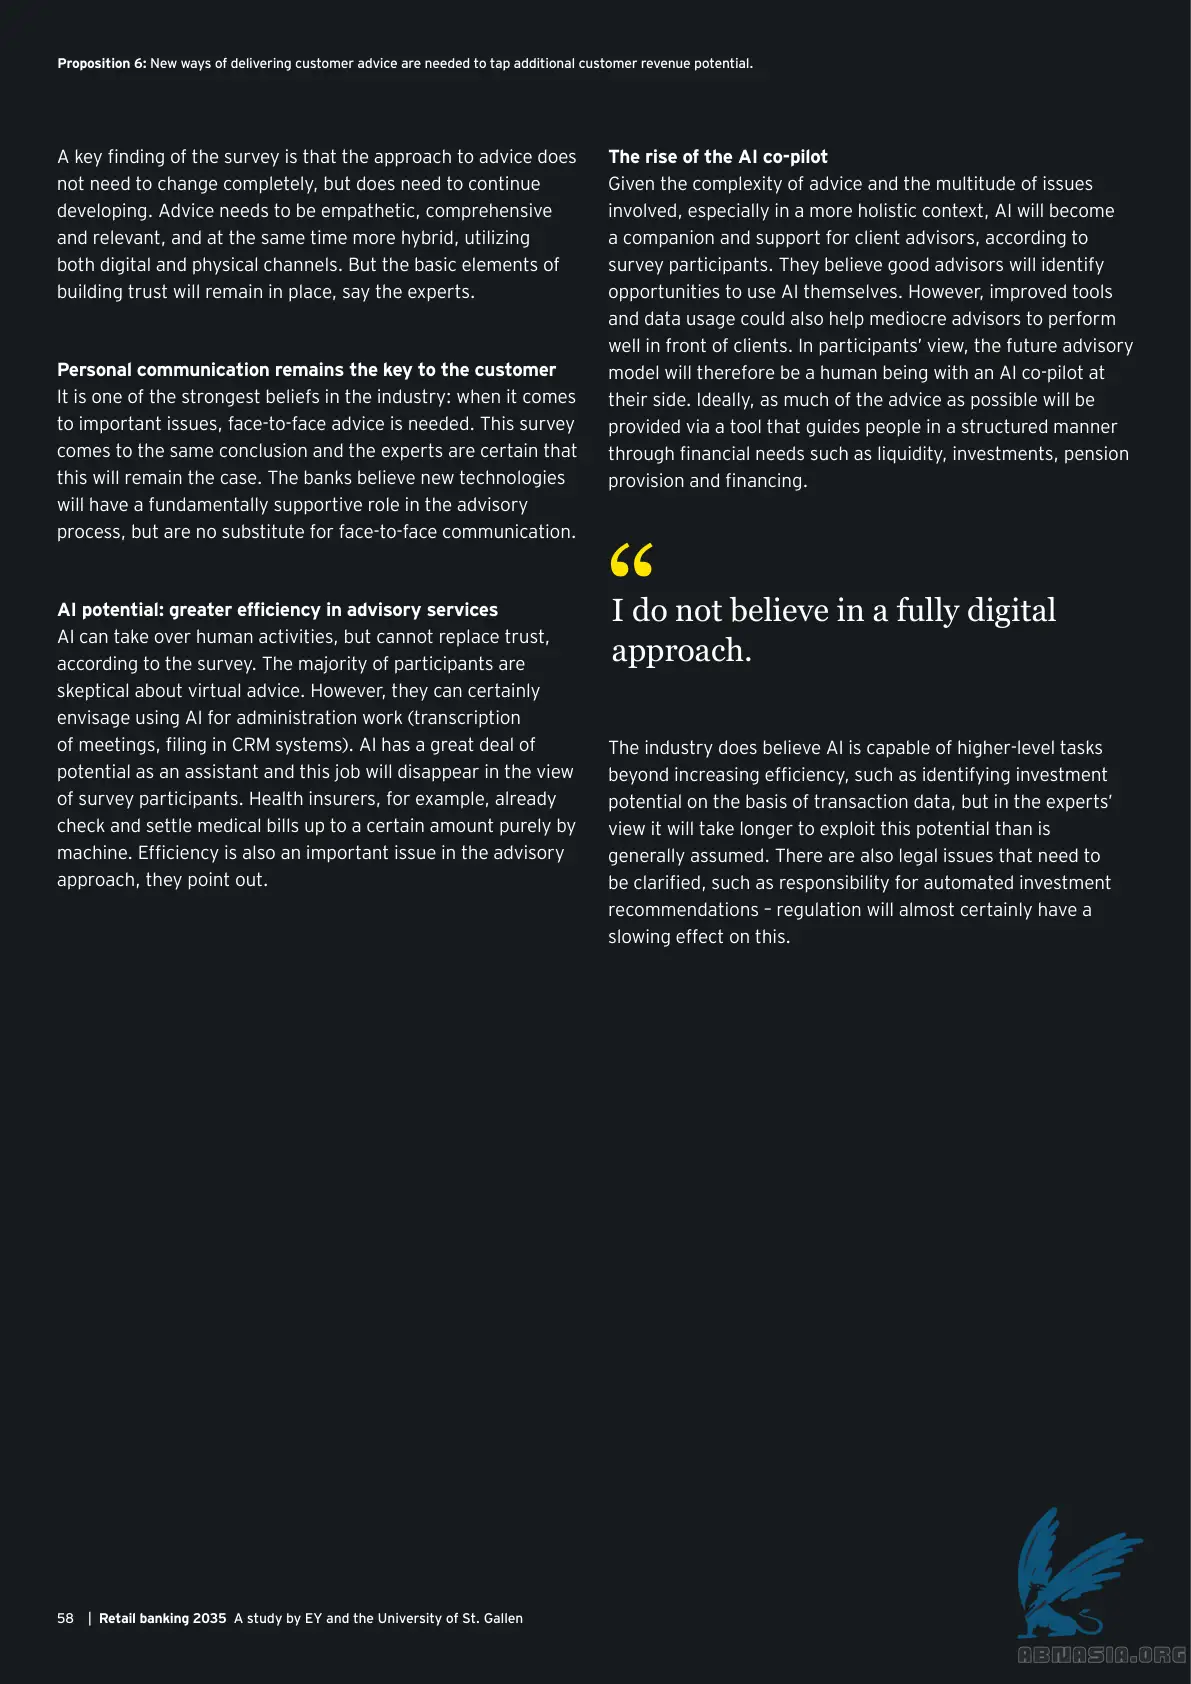 Proposition 6: New ways of delivering customer advice are needed to tap additional customer revenue potential.
A key finding of the survey is that the approach to advice does
not need to change completely, but does need to continue
developing. Advice needs to be empathetic, comprehensive
and relevant, and at the same time more hybrid, utilizing
both digital and physical channels. But the basic elements of
building trust will remain in place, say the experts.
Personal communication remains the key to the customer
It is one of the strongest beliefs in the industry: when it comes
to important issues, face-to-face advice is needed. This survey
comes to the same conclusion and the experts are certain that
this will remain the case. The banks believe new technologies
will have a fundamentally supportive role in the advisory
process, but are no substitute for face-to-face communication.
AI potential: greater efficiency in advisory services
AI can take over human activities, but cannot replace trust,
according to the survey. The majority of participants are
skeptical about virtual advice. However, they can certainly
envisage using AI for administration work (transcription
of meetings, filing in CRM systems). AI has a great deal of
potential as an assistant and this job will disappear in the view
of survey participants. Health insurers, for example, already
check and settle medical bills up to a certain amount purely by
machine. Efficiency is also an important issue in the advisory
approach, they point out.
The rise of the AI co-pilot
Given the complexity of advice and the multitude of issues
involved, especially in a more holistic context, AI will become
a companion and support for client advisors, according to
survey participants. They believe good advisors will identify
opportunities to use AI themselves. However, improved tools
and data usage could also help mediocre advisors to perform
well in front of clients. In participants’ view, the future advisory
model will therefore be a human being with an AI co-pilot at
their side. Ideally, as much of the advice as possible will be
provided via a tool that guides people in a structured manner
through financial needs such as liquidity, investments, pension
provision and financing.
“
I do not believe in a fully digital
approach.
The industry does believe AI is capable of higher-level tasks
beyond increasing efficiency, such as identifying investment
potential on the basis of transaction data, but in the experts’
view it will take longer to exploit this potential than is
generally assumed. There are also legal issues that need to
be clarified, such as responsibility for automated investment
recommendations – regulation will almost certainly have a
slowing effect on this.
58 | Retail banking 2035 A study by EY and the University of St. Gallen
ABNASIA.ORG